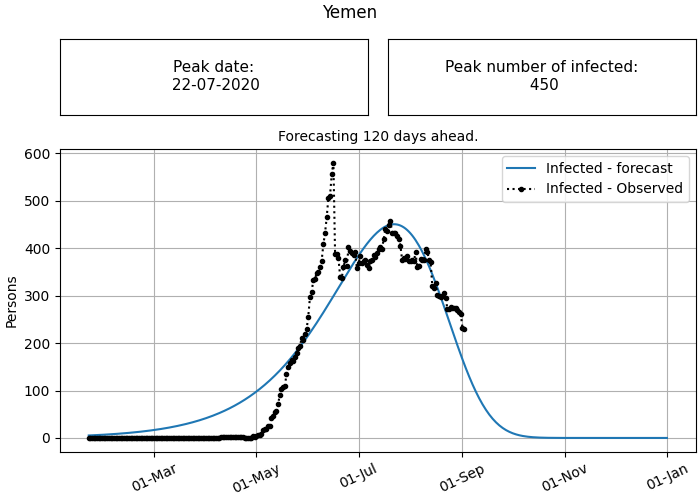 Yemen
Peak date:
22-07-2020
Peak number of infected:
450
Forecasting 120 days ahead.
600
500
400
300
200
100
0
Persons
Infected - forecast
Infected - Observed
01-Mar
01-May
01-Jul
01-Sep
01-Nov
01-Jan